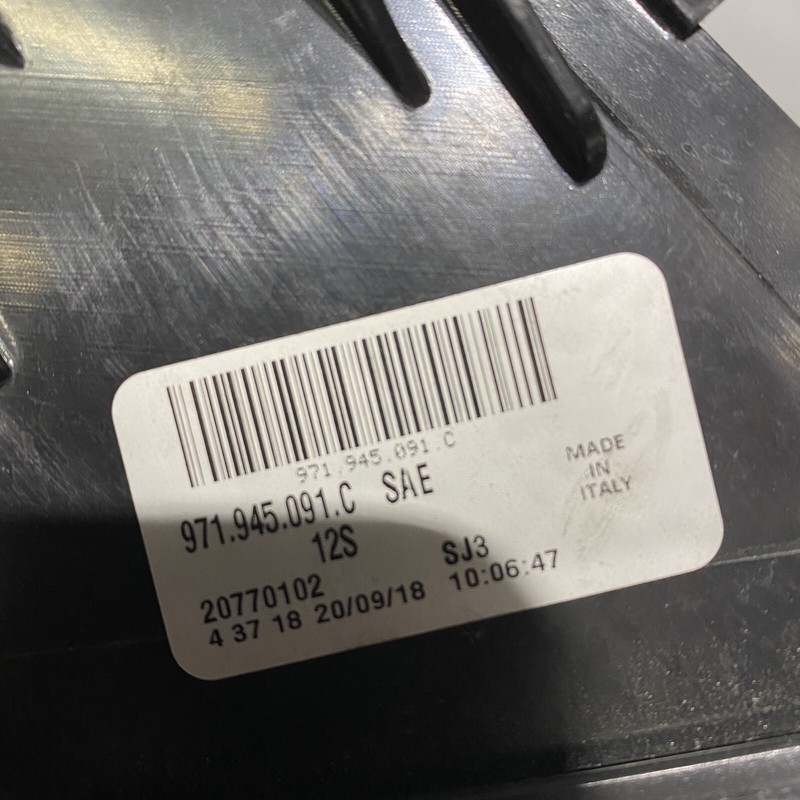 971.945.091.C
971.945.091.C SAE
12S SJ3
20770102
4 37 18 20/09/18 10:06:47
MADE
IN
ITALY